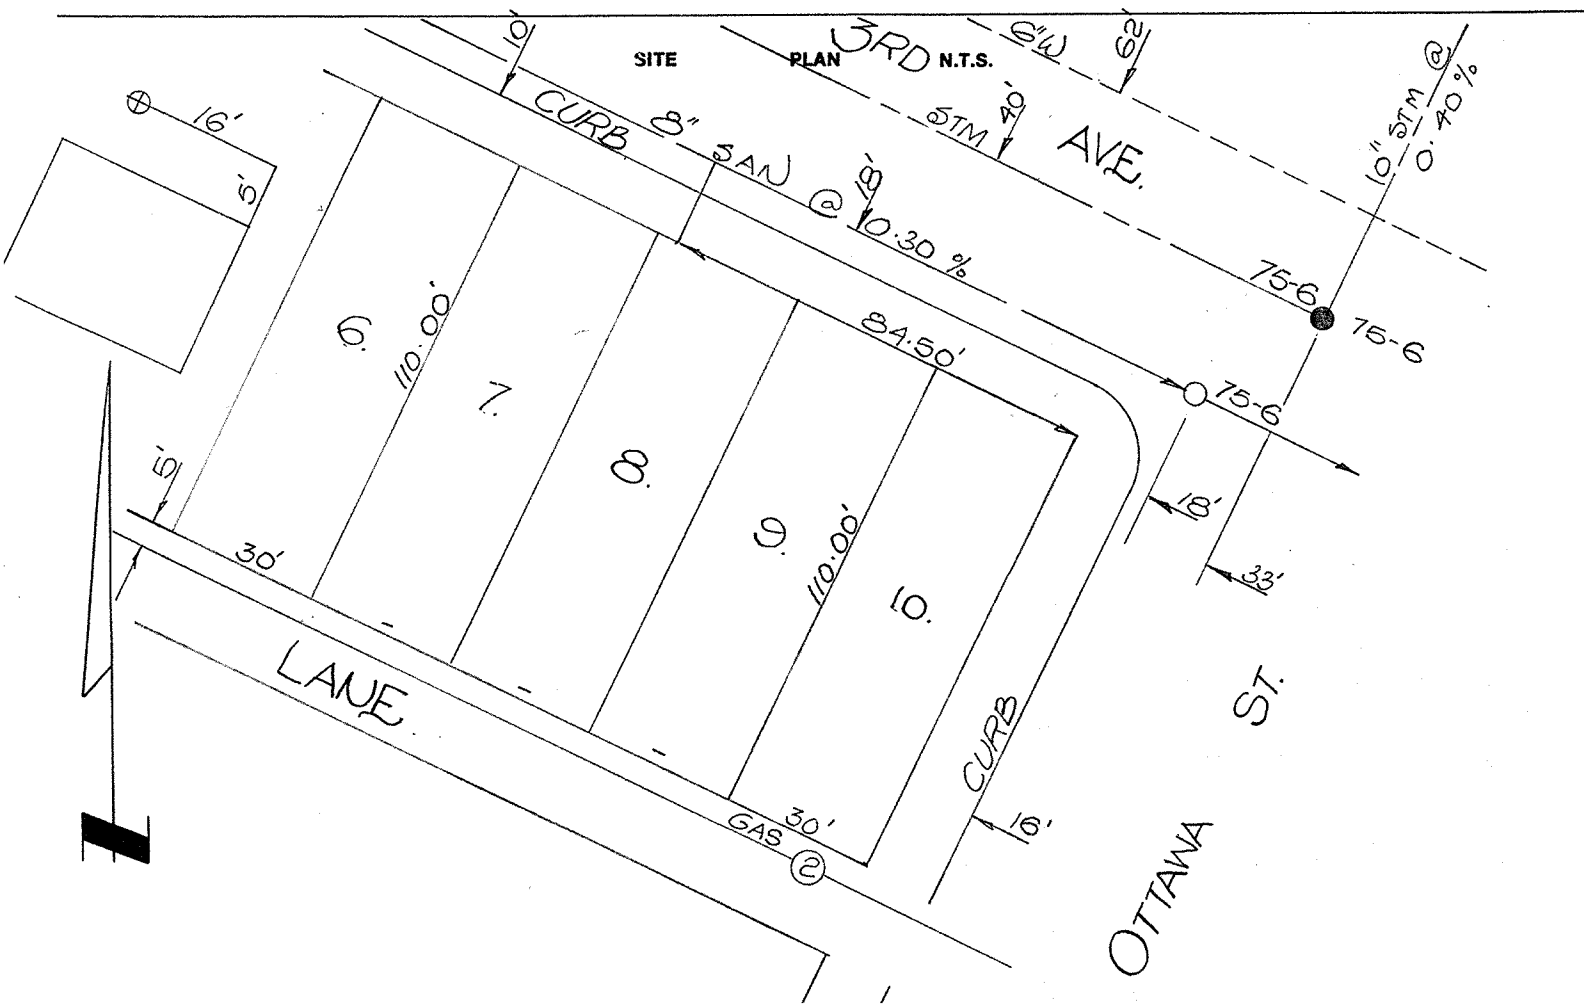 SITE PLAN N.T.S.
3RD AVE.
10'
6"W
62'
10" STM @
0.40%
CURB
8" SAN @ 0.30 %
18'
STM
40'
16'
5'
75-6
75-6
75-6
84.50'
6.
110.00'
7.
8.
9.
110.00'
10.
5'
30'
18'
33'
LANE
CURB
ST.
GAS
30'
2
16'
OTTAWA